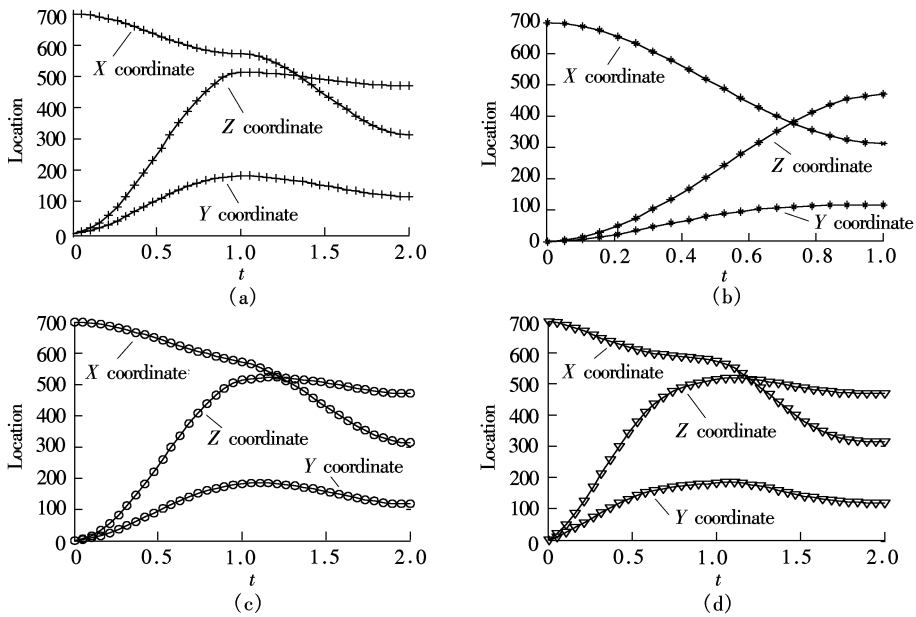 700
600
500
400
300
200
100
0
Location
X coordinate
Z coordinate
Y coordinate
0 0.5 1.0 1.5 2.0
t
(a)
700
600
500
400
300
200
100
0
Location
X coordinate
Z coordinate
Y coordinate
0 0.2 0.4 0.6 0.8 1.0
t
(b)
700
600
500
400
300
200
100
0
Location
X coordinate
Z coordinate
Y coordinate
0 0.5 1.0 1.5 2.0
t
(c)
700
600
500
400
300
200
100
0
Location
X coordinate
Z coordinate
Y coordinate
0 0.5 1.0 1.5 2.0
t
(d)